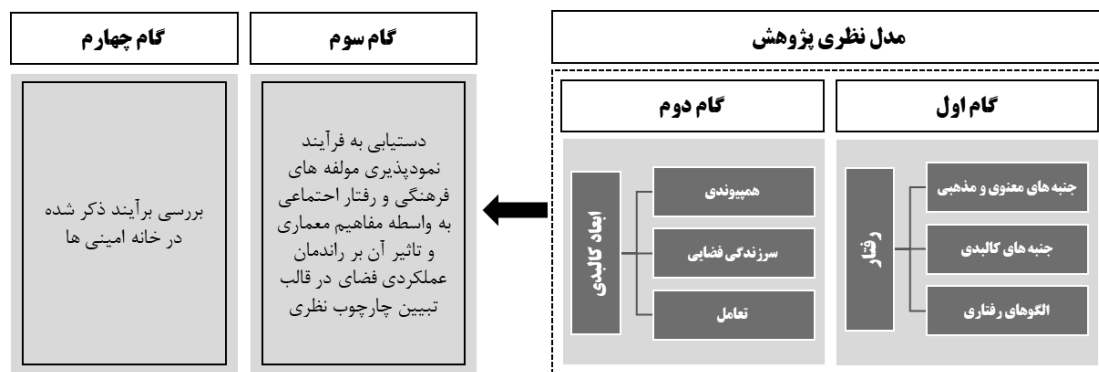 مدل نظری پژوهش
گام اول
رفتار
جنبه های معنوی و مذهبی
جنبه های کالبدی
الگوهای رفتاری
گام دوم
ابعاد کالبدی
همپیوندی
سرزندگی فضایی
تعامل
گام سوم
دستیابی به فرآیند
نمودپذیری مولفه های
فرهنگی و رفتار احتماعی
به واسطه مفاهیم معماری
و تاثیر آن بر راندمان
عملکردی فضای در قالب
تبیین چارچوب نظری
گام چهارم
بررسی برآیند ذکر شده
در خانه امینی ها